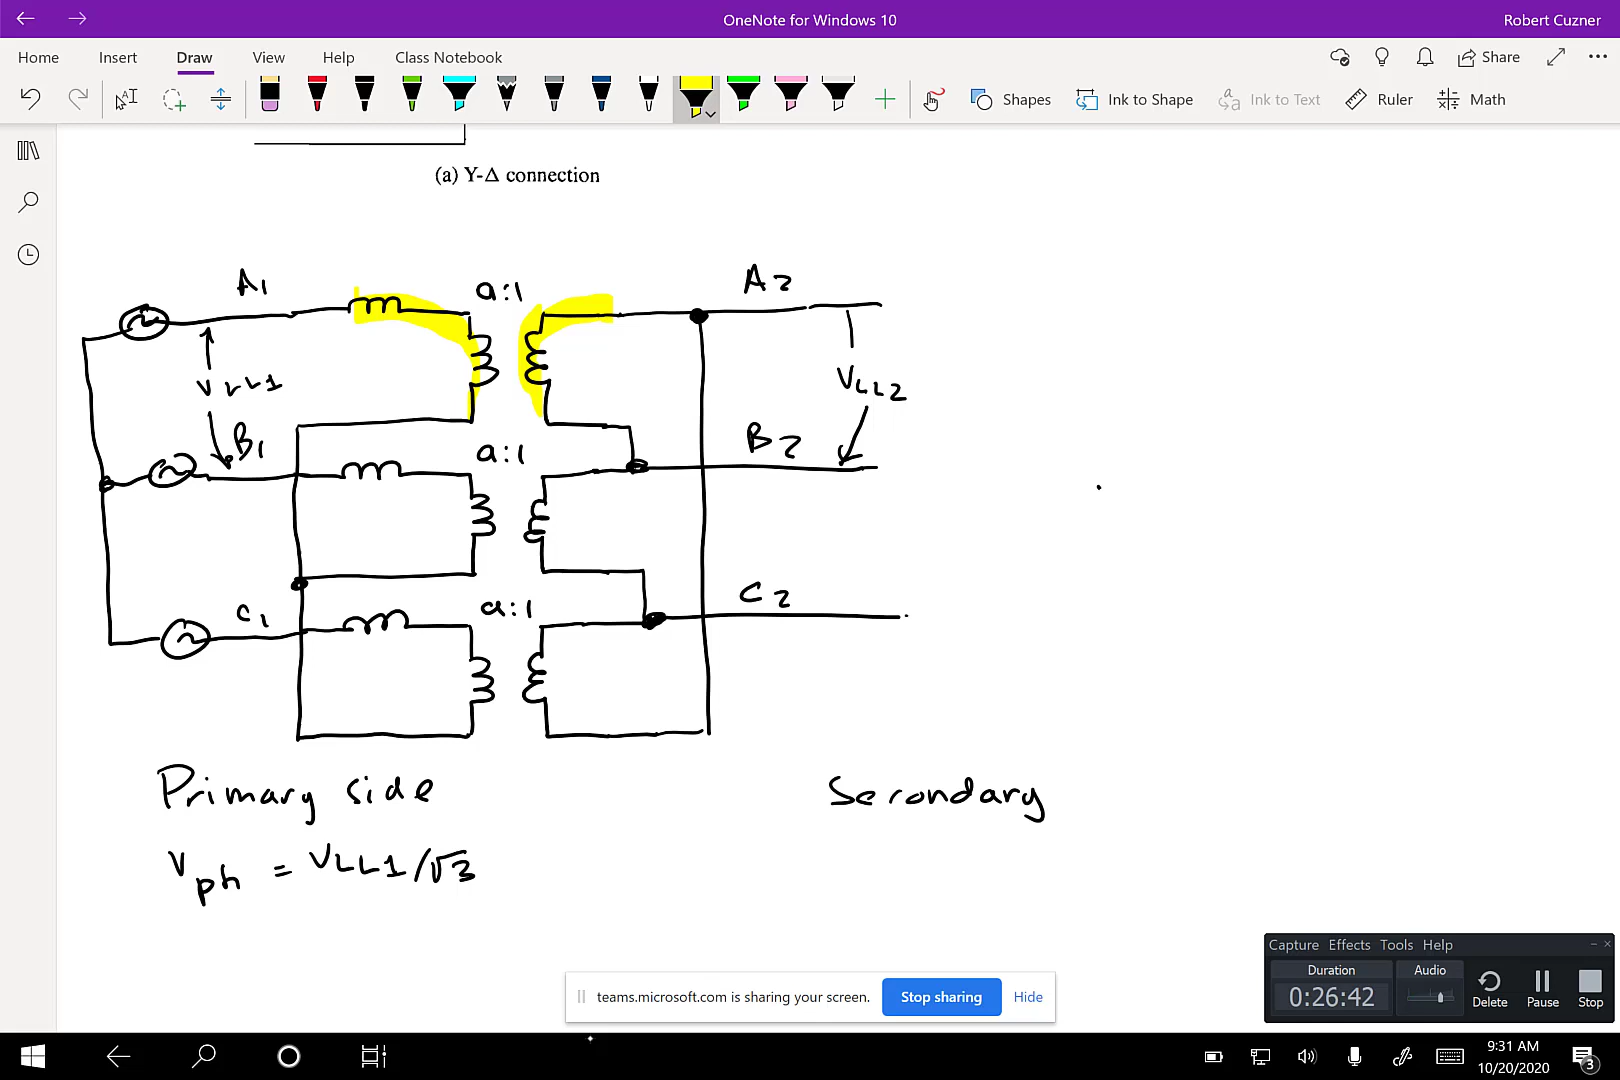 OneNote for Windows 10
Robert Cuzner
Home Insert Draw View Help Class Notebook
Share
Shapes Ink to Shape Ink to Text Ruler Math
(a) Y-Δ connection
A1 a:1 A2
VLL1 VLL2
B1 a:1 B2
C1 a:1 C2
Primary side Secondary
Vph = VLL1/√3
Capture Effects Tools Help
Duration Audio
0:26:42 Delete Pause Stop
teams.microsoft.com is sharing your screen. Stop sharing Hide
9:31 AM
10/20/2020
3